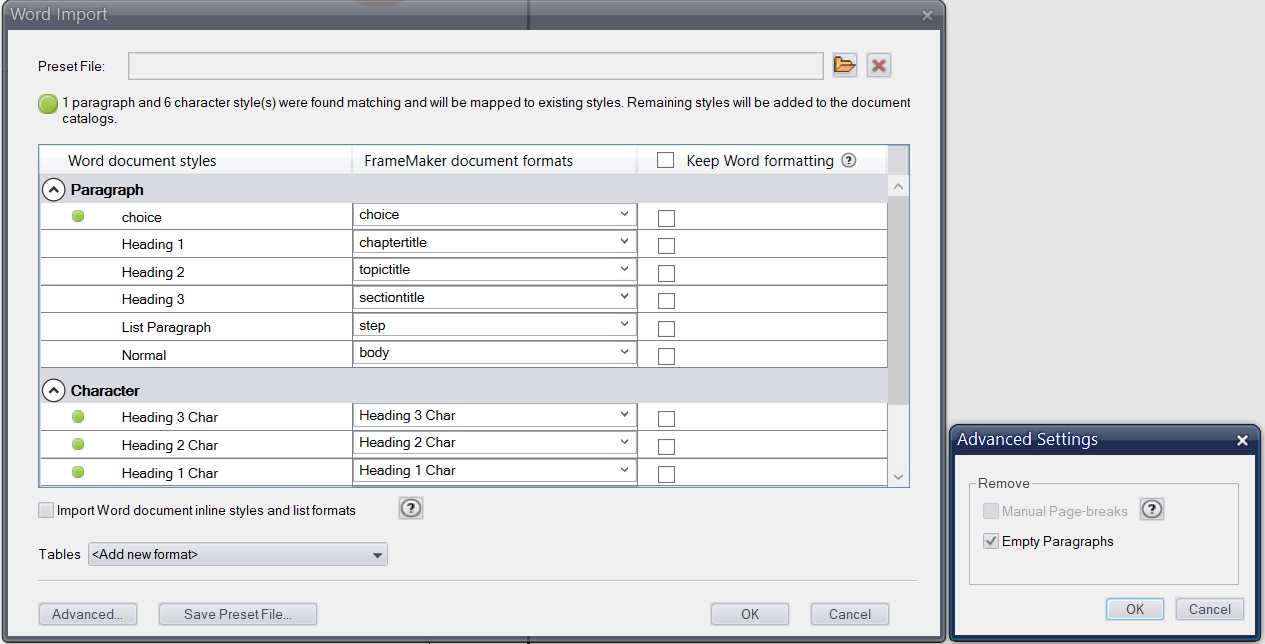 Word Import
Preset File:
1 paragraph and 6 character style(s) were found matching and will be mapped to existing styles. Remaining styles will be added to the document
catalogs.
Word document styles FrameMaker document formats Keep Word formatting ?
Paragraph
choice choice
Heading 1 chaptertitle
Heading 2 topictitle
Heading 3 sectiontitle
List Paragraph step
Normal body
Character
Heading 3 Char Heading 3 Char
Heading 2 Char Heading 2 Char
Heading 1 Char Heading 1 Char
Import Word document inline styles and list formats ?
Tables <Add new format>
Advanced... Save Preset File... OK Cancel
Advanced Settings
Remove
Manual Page-breaks ?
Empty Paragraphs
OK Cancel